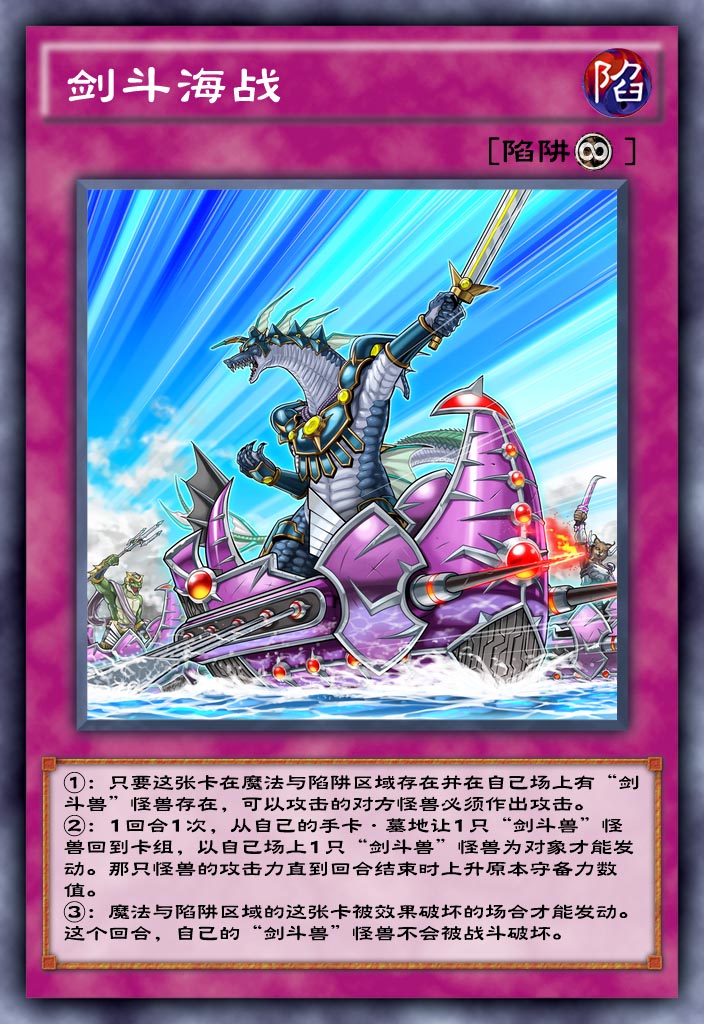 剑斗海战
陷
[陷阱∞]
①：只要这张卡在魔法与陷阱区域存在并在自己场上有“剑
斗兽”怪兽存在，可以攻击的对方怪兽必须作出攻击。
②：1回合1次，从自己的手卡·墓地让1只“剑斗兽”怪
兽回到卡组，以自己场上1只“剑斗兽”怪兽为对象才能发
动。那只怪兽的攻击力直到回合结束时上升原本守备力数
值。
③：魔法与陷阱区域的这张卡被效果破坏的场合才能发动。
这个回合，自己的“剑斗兽”怪兽不会被战斗破坏。